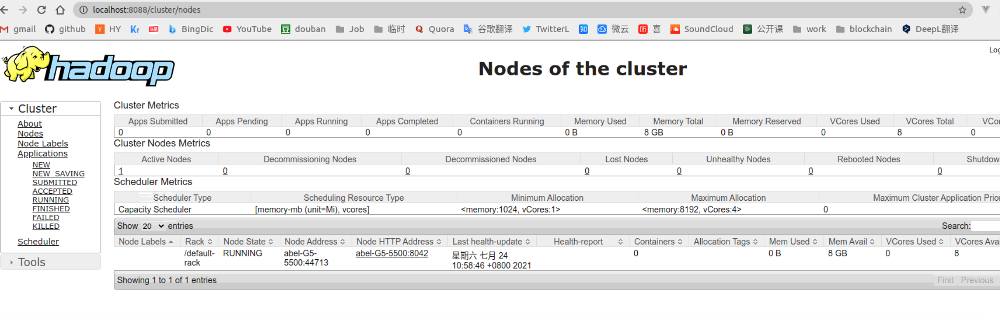 localhost:8088/cluster/nodes
gmail github HY Kr 头条 BingDic YouTube 豆 douban Job 临时 Quora 谷歌翻译 TwitterL 知 微云 听 喜 SoundCloud 公开课 work blockchain DeepL翻译
hadoop
Nodes of the cluster
Cluster
About
Nodes
Node Labels
Applications
NEW
NEW_SAVING
SUBMITTED
ACCEPTED
RUNNING
FINISHED
FAILED
KILLED
Scheduler
Tools
Cluster Metrics
Apps Submitted Apps Pending Apps Running Apps Completed Containers Running Memory Used Memory Total Memory Reserved VCores Used VCores Total
0 0 0 0 0 0 B 8 GB 0 B 0 8 0
Cluster Nodes Metrics
Active Nodes Decommissioning Nodes Decommissioned Nodes Lost Nodes Unhealthy Nodes Rebooted Nodes
1 0 0 0 0 0 0
Scheduler Metrics
Scheduler Type Scheduling Resource Type Minimum Allocation Maximum Allocation Maximum Cluster Application
Capacity Scheduler [memory-mb (unit=Mi), vcores] <memory:1024, vCores:1> <memory:8192, vCores:4> 0
Show 20 entries Search:
Node Labels Rack Node State Node Address Node HTTP Address Last health-update Health-report Containers Allocation Tags Mem Used Mem Avail VCores Used VCores
/default- RUNNING abel-G5- abel-G5-5500:8042 星期六 七月 24 0 0 B 8 GB 0 8
rack 5500:44713 10:58:46 +0800 2021
Showing 1 to 1 of 1 entries First Previous